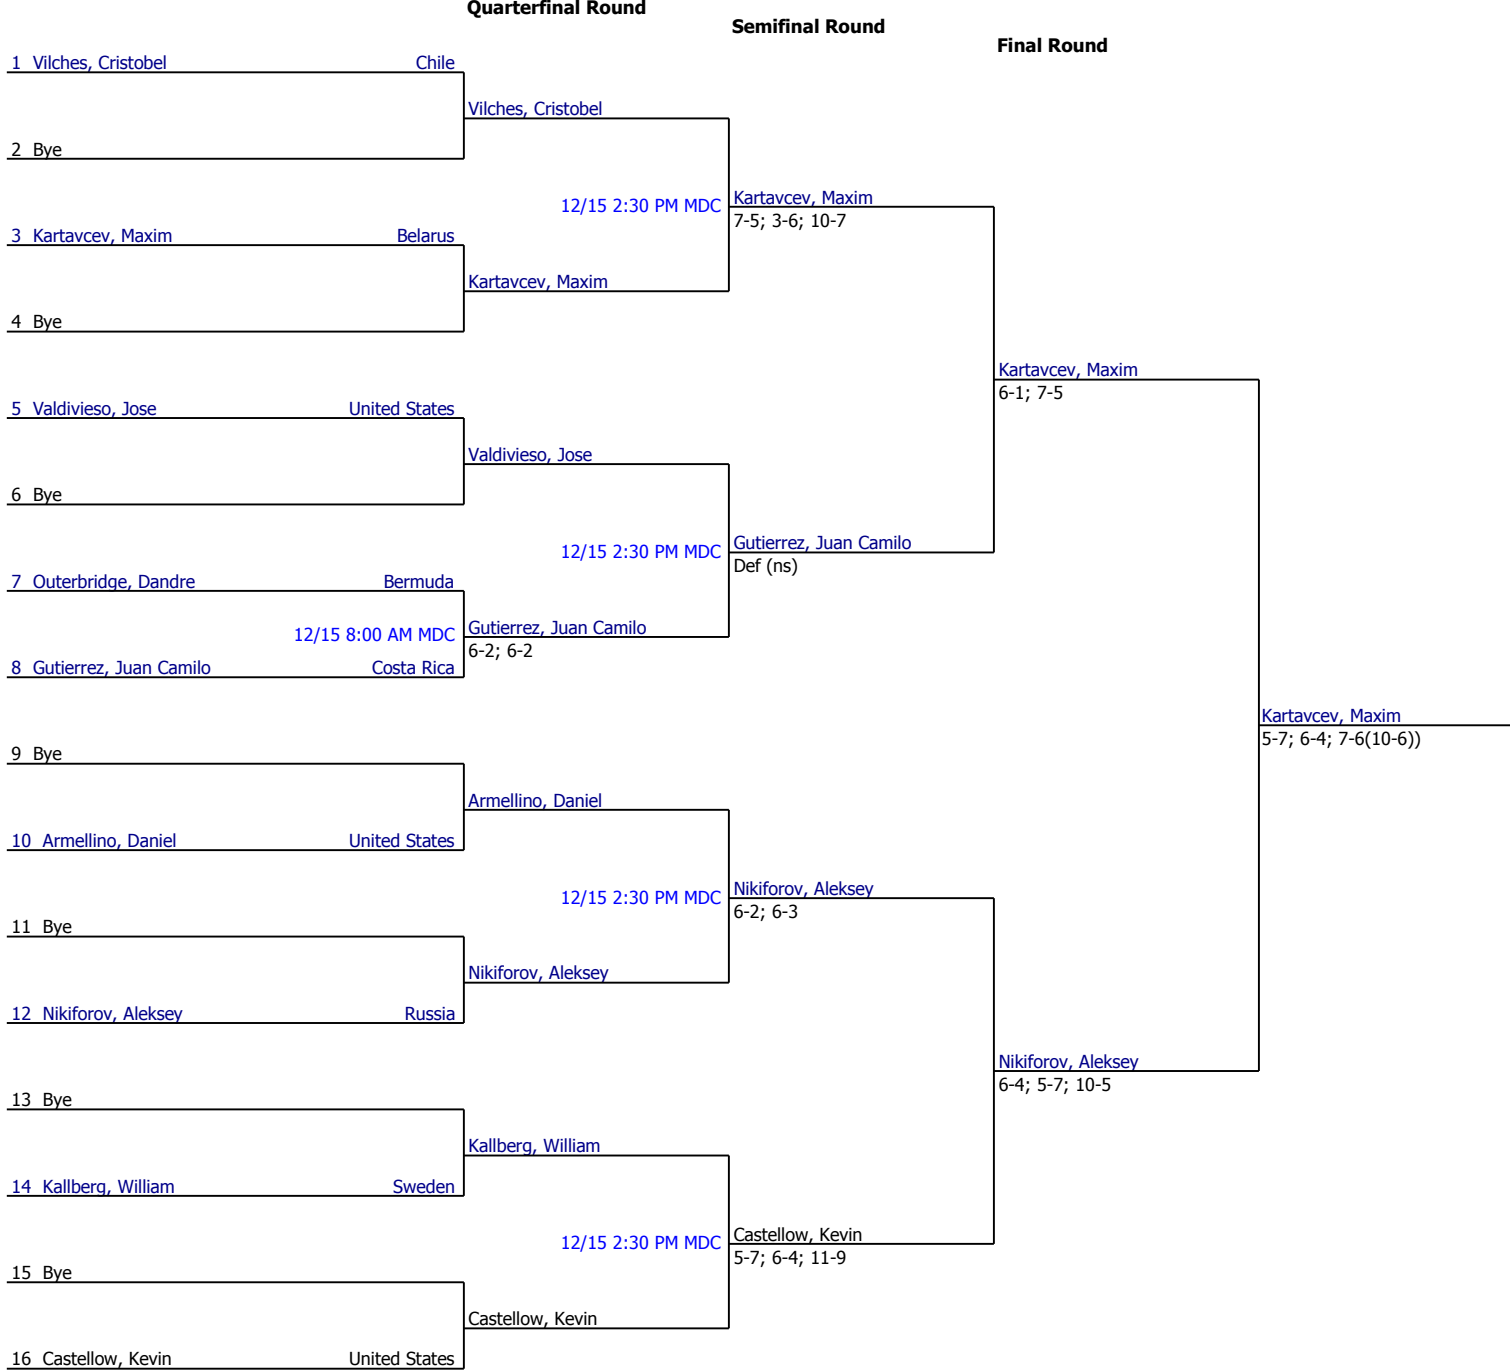 Quarterfinal Round
Semifinal Round
Final Round
1 Vilches, Cristobel Chile
Vilches, Cristobel
2 Bye
12/15 2:30 PM MDC Kartavcev, Maxim
7-5; 3-6; 10-7
3 Kartavcev, Maxim Belarus
Kartavcev, Maxim
4 Bye
Kartavcev, Maxim
6-1; 7-5
5 Valdivieso, Jose United States
Valdivieso, Jose
6 Bye
12/15 2:30 PM MDC Gutierrez, Juan Camilo
Def (ns)
7 Outerbridge, Dandre Bermuda
12/15 8:00 AM MDC Gutierrez, Juan Camilo
6-2; 6-2
8 Gutierrez, Juan Camilo Costa Rica
Kartavcev, Maxim
5-7; 6-4; 7-6(10-6))
9 Bye
Armellino, Daniel
10 Armellino, Daniel United States
12/15 2:30 PM MDC Nikiforov, Aleksey
6-2; 6-3
11 Bye
Nikiforov, Aleksey
12 Nikiforov, Aleksey Russia
Nikiforov, Aleksey
6-4; 5-7; 10-5
13 Bye
Kallberg, William
14 Kallberg, William Sweden
12/15 2:30 PM MDC Castellow, Kevin
5-7; 6-4; 11-9
15 Bye
Castellow, Kevin
16 Castellow, Kevin United States